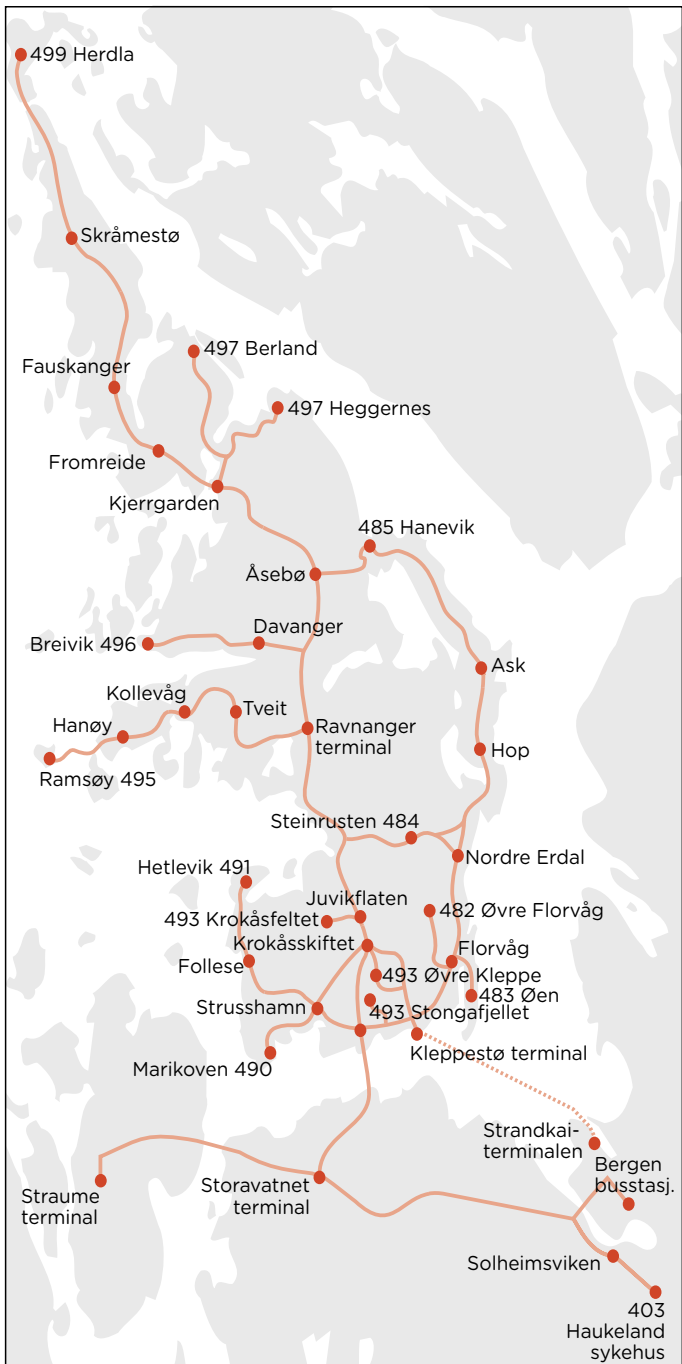 499 Herdla
Skråmestø
497 Berland
Fauskanger
497 Heggernes
Fromreide
Kjerrgarden
485 Hanevik
Åsebø
Davanger
Breivik 496
Ask
Kollevåg
Tveit
Hanøy
Ravnanger
terminal
Hop
Ramsøy 495
Steinrusten 484
Nordre Erdal
Hetlevik 491
Juvikflaten
482 Øvre Florvåg
493 Krokåsfeltet
Krokåsskiftet
Florvåg
Follese
493 Øvre Kleppe
483 Øen
Strusshamn
493 Stongafjellet
Kleppestø terminal
Marikoven 490
Strandkai-
terminalen
Bergen
busstasj.
Straume
terminal
Storavatnet
terminal
Solheimsviken
403
Haukeland
sykehus